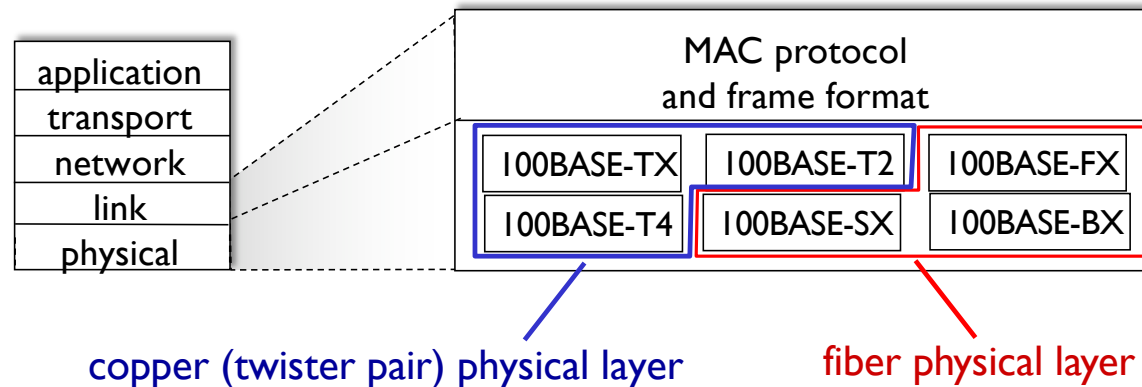 application
transport
network
link
physical
MAC protocol
and frame format
100BASE-TX
100BASE-T2
100BASE-FX
100BASE-T4
100BASE-SX
100BASE-BX
copper (twister pair) physical layer
fiber physical layer